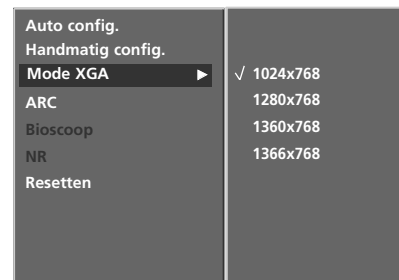 Auto config.
Handmatig config.
Mode XGA
ARC
Bioscoop
NR
Resetten
√ 1024x768
1280x768
1360x768
1366x768